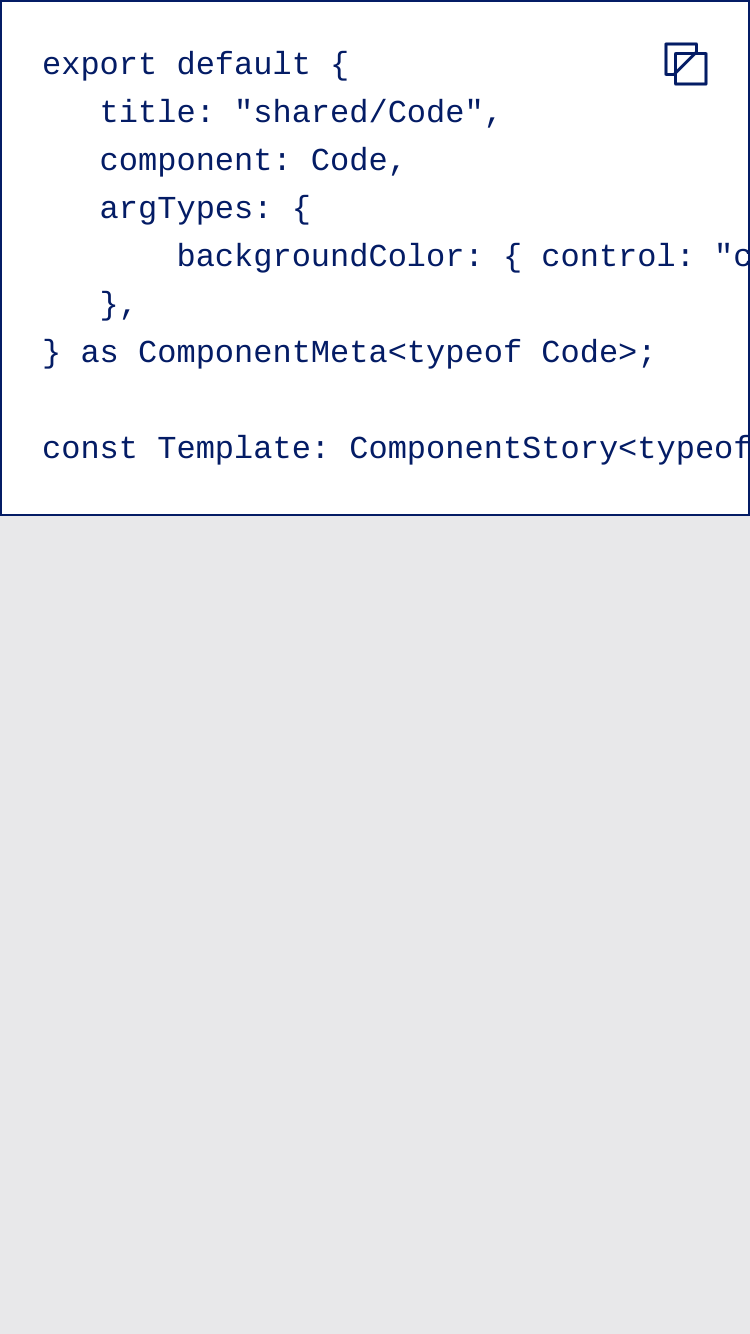 export default {
   title: "shared/Code",
   component: Code,
   argTypes: {
       backgroundColor: { control: "c
   },
} as ComponentMeta<typeof Code>;

const Template: ComponentStory<typeof